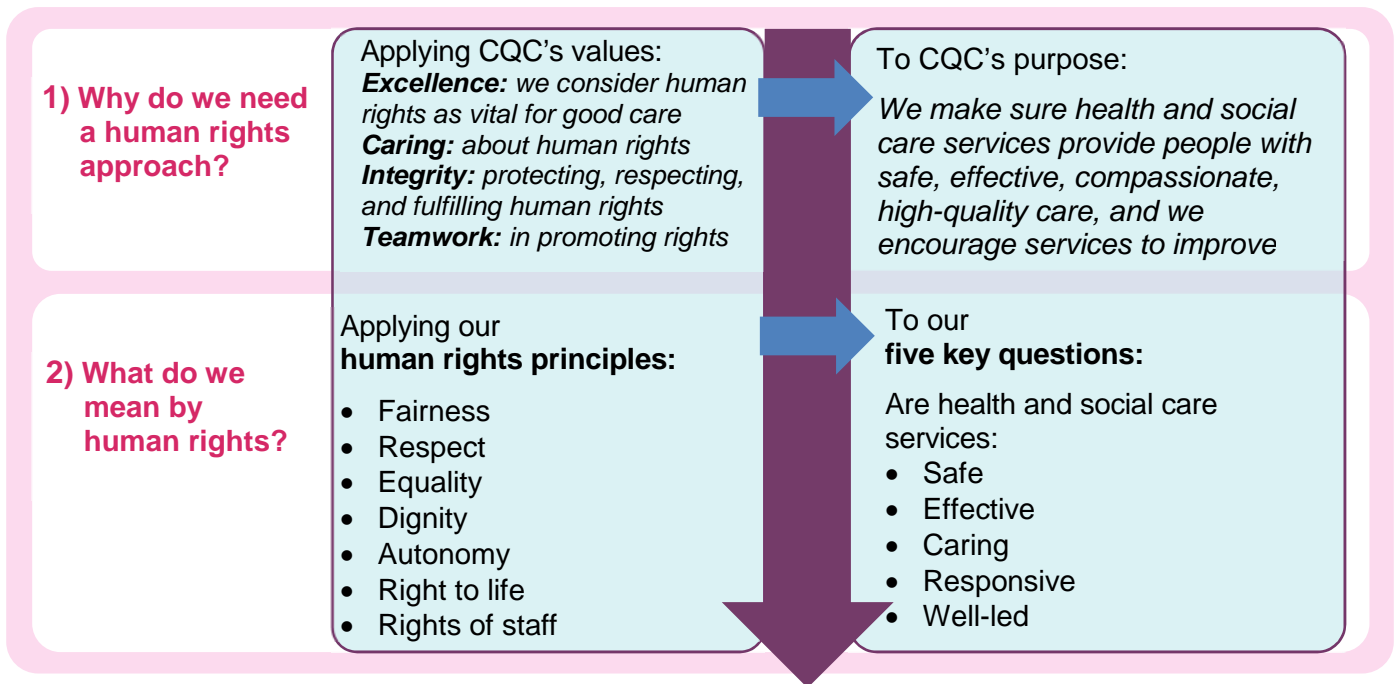 1) Why do we need
a human rights
approach?
Applying CQC's values:
Excellence: we consider human
rights as vital for good care
Caring: about human rights
Integrity: protecting, respecting,
and fulfilling human rights
Teamwork: in promoting rights
To CQC's purpose:
We make sure health and social
care services provide people with
safe, effective, compassionate,
high-quality care, and we
encourage services to improve
2) What do we
mean by
human rights?
Applying our
human rights principles:
• Fairness
• Respect
• Equality
• Dignity
• Autonomy
• Right to life
• Rights of staff
To our
five key questions:
Are health and social care
services:
• Safe
• Effective
• Caring
• Responsive
• Well-led